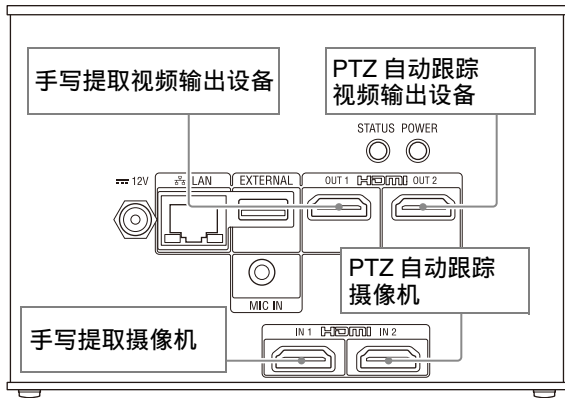 手写提取视频输出设备
PTZ 自动跟踪
视频输出设备
STATUS POWER
12V
LAN
EXTERNAL
OUT 1 HDMI OUT 2
MIC IN
PTZ 自动跟踪
摄像机
手写提取摄像机
IN 1 HDMI IN 2